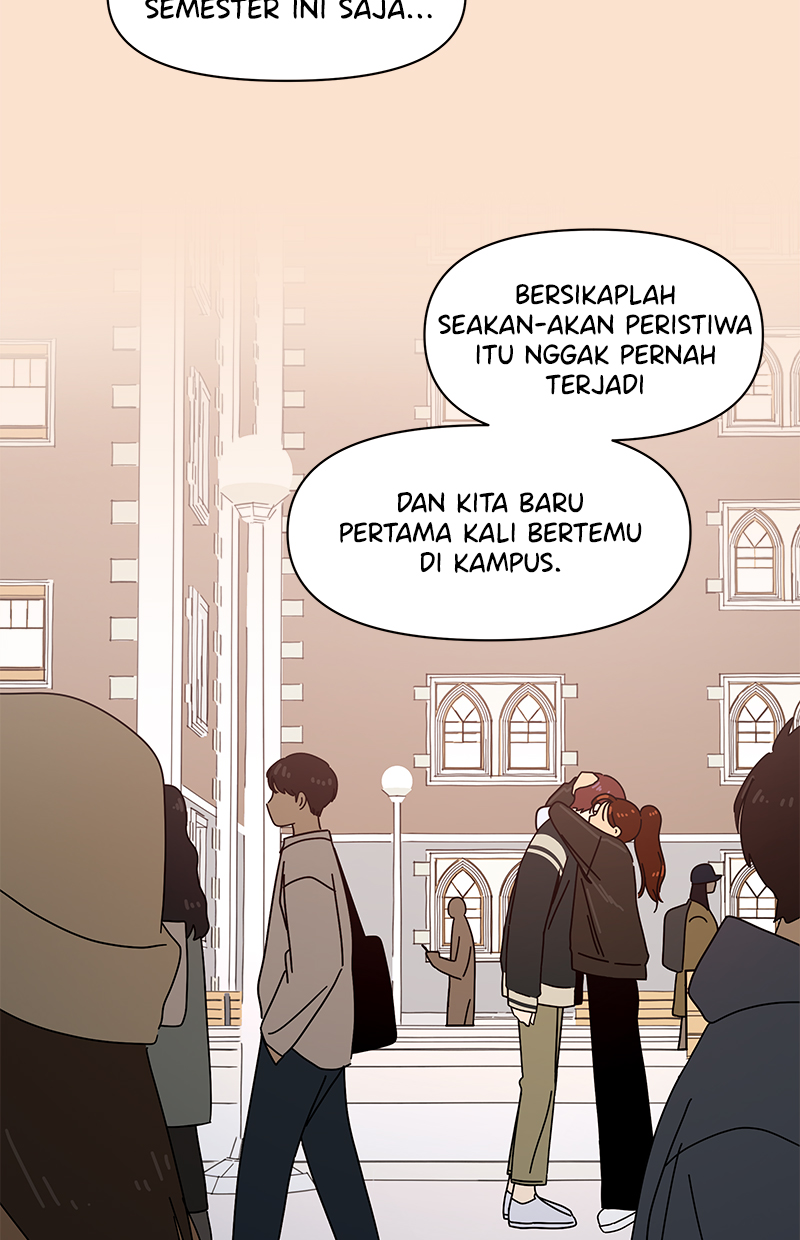 SEMESTER INI SAJA...
BERSIKAPLAH
SEAKAN-AKAN PERISTIWA
ITU NGGAK PERNAH
TERJADI
DAN KITA BARU
PERTAMA KALI BERTEMU
DI KAMPUS.